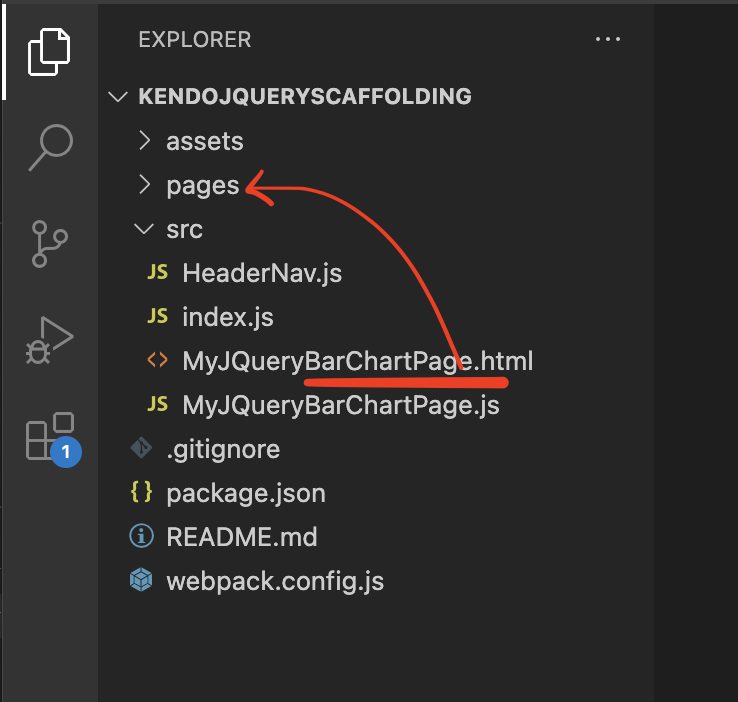 EXPLORER
KENDOJQUERYSCAFFOLDING
assets
pages
src
JS HeaderNav.js
JS index.js
<> MyJQueryBarChartPage.html
JS MyJQueryBarChartPage.js
.gitignore
{} package.json
README.md
1
webpack.config.js